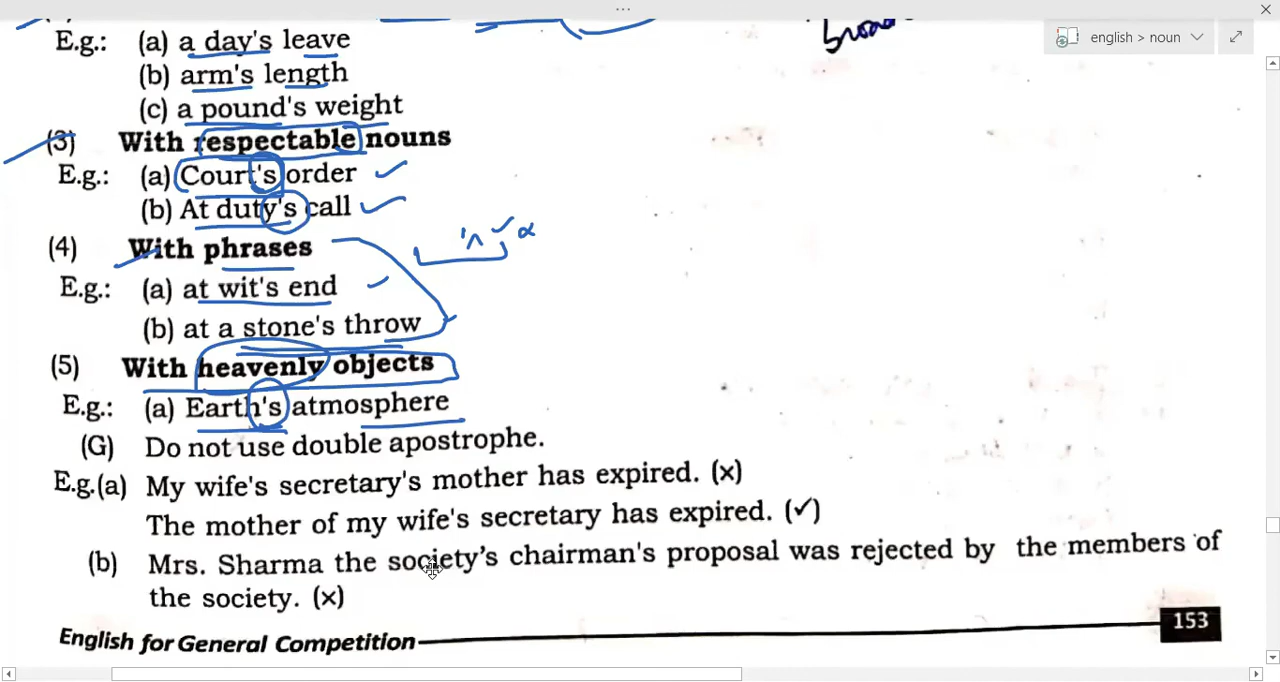 broad
english > noun
E.g.: (a) a day's leave
(b) arm's length
(c) a pound's weight
(3) With respectable nouns
E.g.: (a) Court's order
(b) At duty's call
(4) With phrases
E.g.: (a) at wit's end
(b) at a stone's throw
(5) With heavenly objects
E.g.: (a) Earth's atmosphere
(G) Do not use double apostrophe.
E.g.(a) My wife's secretary's mother has expired. (×)
The mother of my wife's secretary has expired. (✓)
(b) Mrs. Sharma the society's chairman's proposal was rejected by the members of
the society. (×)
English for General Competition 153